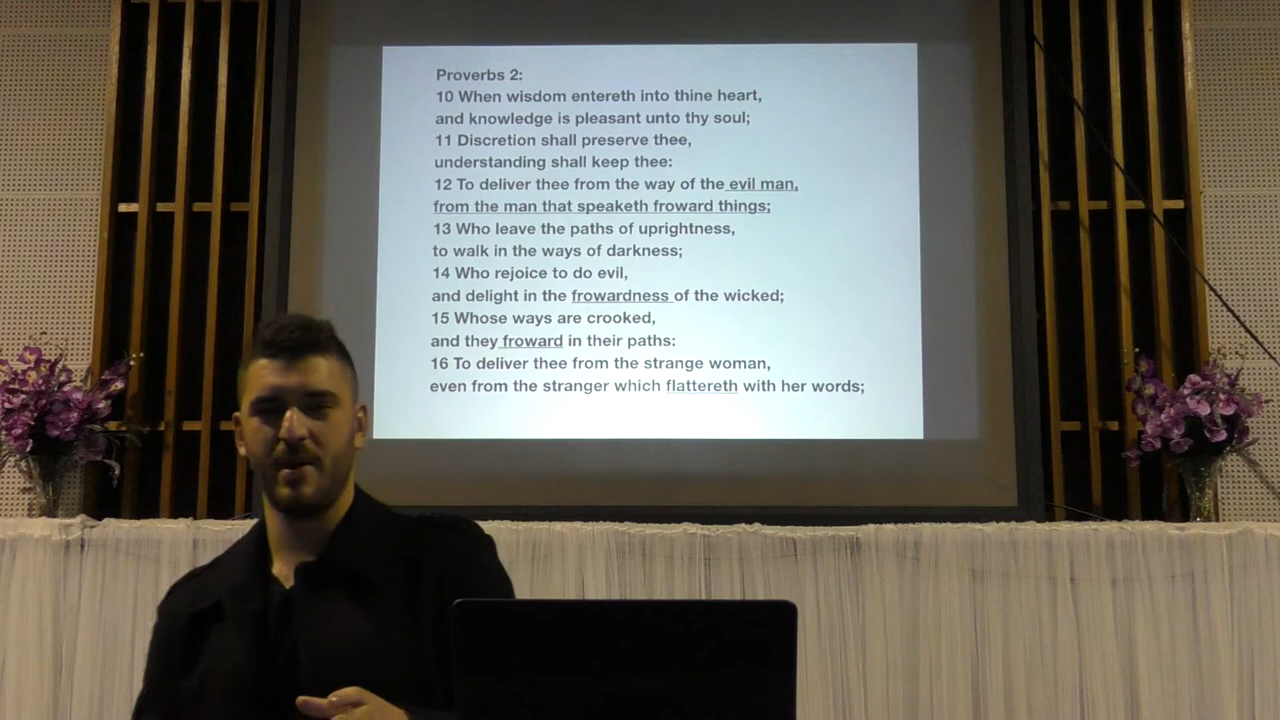 Proverbs 2:
10 When wisdom entereth into thine heart,
and knowledge is pleasant unto thy soul;
11 Discretion shall preserve thee,
understanding shall keep thee:
12 To deliver thee from the way of the evil man,
from the man that speaketh froward things;
13 Who leave the paths of uprightness,
to walk in the ways of darkness;
14 Who rejoice to do evil,
and delight in the frowardness of the wicked;
15 Whose ways are crooked,
and they froward in their paths:
16 To deliver thee from the strange woman,
even from the stranger which flattereth with her words;